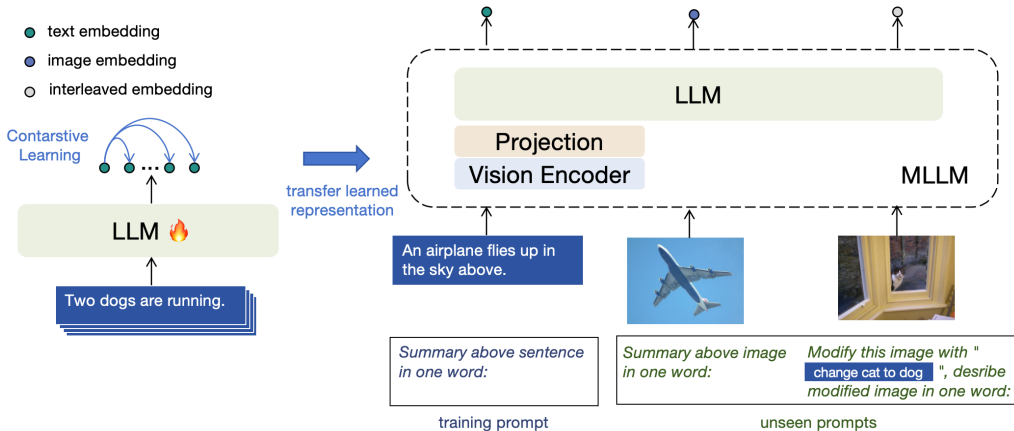 text embedding
image embedding
interleaved embedding
Contarstive
Learning
...
LLM
Two dogs are running.
transfer learned
representation
LLM
Projection
Vision Encoder
MLLM
An airplane flies up in
the sky above.
Summary above sentence
in one word:
training prompt
Summary above image
in one word:
Modify this image with "
change cat to dog ", desribe
modified image in one word:
unseen prompts